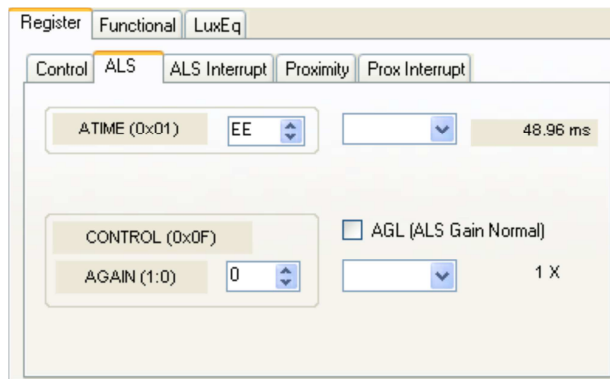 Register Functional LuxEq
Control ALS ALS Interrupt Proximity Prox Interrupt
ATIME (0x01) EE 48.96 ms
CONTROL (0x0F) AGL (ALS Gain Normal)
AGAIN (1:0) 0 1 X